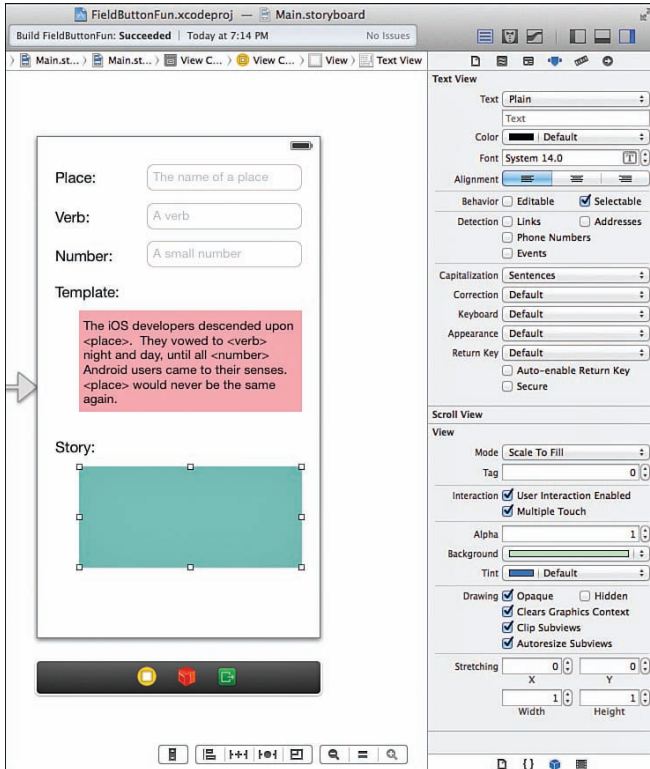 FieldButtonFun.xcodeproj — Main.storyboard
Build FieldButtonFun: Succeeded | Today at 7:14 PM No Issues
Main.st... Main.st... View C... View C... View Text View
Text View
Text Plain
Text
Color Default
Font System 14.0
Alignment
Behavior Editable Selectable
Detection Links Addresses
Phone Numbers
Events
Capitalization Sentences
Correction Default
Keyboard Default
Appearance Default
Return Key Default
Auto-enable Return Key
Secure
Scroll View
View
Mode Scale To Fill
Tag 0
Interaction User Interaction Enabled
Multiple Touch
Alpha 1
Background
Tint Default
Drawing Opaque Hidden
Clears Graphics Context
Clip Subviews
Autoresize Subviews
Stretching 0 0
X Y
1 1
Width Height
Place: The name of a place
Verb: A verb
Number: A small number
Template:
The iOS developers descended upon
<place>. They vowed to <verb>
night and day, until all <number>
Android users came to their senses.
<place> would never be the same
again.
Story: